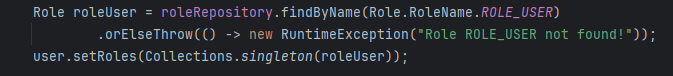 Role roleUser = roleRepository.findByName(Role.RoleName.ROLE_USER)
.orElseThrow(() -> new RuntimeException("Role ROLE_USER not found!"));
user.setRoles(Collections.singleton(roleUser));